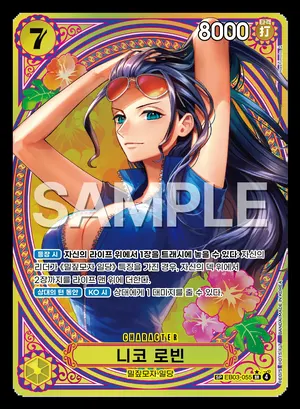 7
8000
타격
打
SAMPLE
등장 시 자신의 라이프 위에서 1장을 트래시에 놓을 수 있다: 자신의
리더가 《밀짚모자 일당》 특징을 가진 경우, 자신의 덱 위에서
2장까지를 라이프 맨 위에 더한다.
상대의 턴 동안 KO 시 상대에게 1 대미지를 줄 수 있다.
CHARACTER
니코 로빈
밀짚모자 일당
SP EB03-055 SR 4